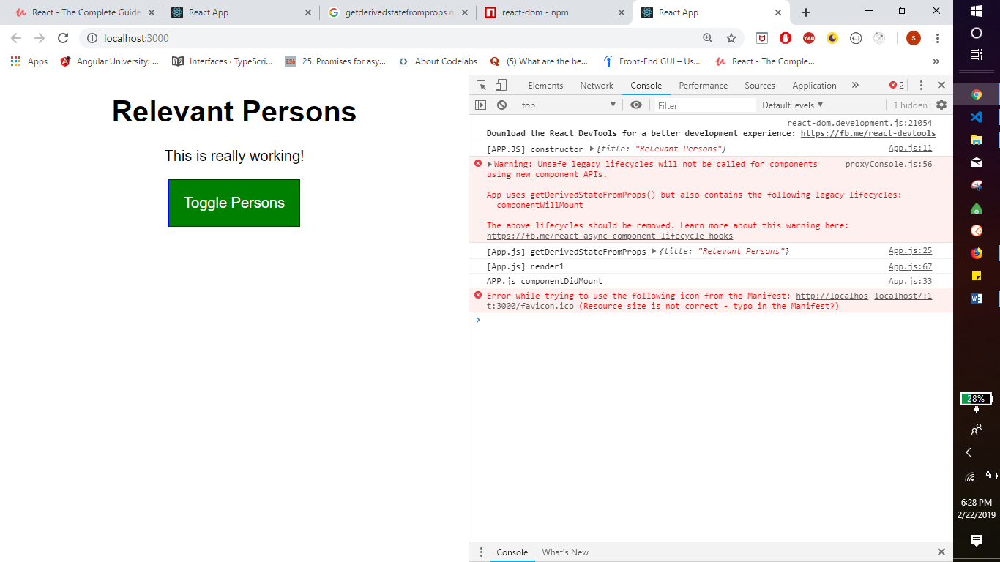 React - The Complete Guide
React App
getderivedstatefromprops n
react-dom - npm
React App
localhost:3000
YAB
S
Apps
Angular University: ...
Interfaces · TypeScri...
ES6
25. Promises for asy...
About Codelabs
(5) What are the be...
Front-End GUI – Us...
React - The Comple...
»
Relevant Persons
This is really working!
Toggle Persons
Elements
Network
Console
Performance
Sources
Application
»
2
top
Filter
Default levels
1 hidden
react-dom.development.js:21054
Download the React DevTools for a better development experience: https://fb.me/react-devtools
[APP.JS] constructor {title: "Relevant Persons"}
App.js:11
Warning: Unsafe legacy lifecycles will not be called for components
proxyConsole.js:56
using new component APIs.
App uses getDerivedStateFromProps() but also contains the following legacy lifecycles:
componentWillMount
The above lifecycles should be removed. Learn more about this warning here:
https://fb.me/react-async-component-lifecycle-hooks
[App.js] getDerivedStateFromProps {title: "Relevant Persons"}
App.js:25
[App.js] render1
App.js:67
APP.js componentDidMount
App.js:33
Error while trying to use the following icon from the Manifest: http://localhos
localhost/:1
t:3000/favicon.ico (Resource size is not correct - typo in the Manifest?)
Console
What's New
28%
6:28 PM
2/22/2019